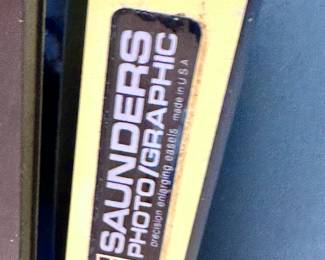 SAUNDERS
PHOTO/GRAPHIC
precision enlarging easels made in U S A